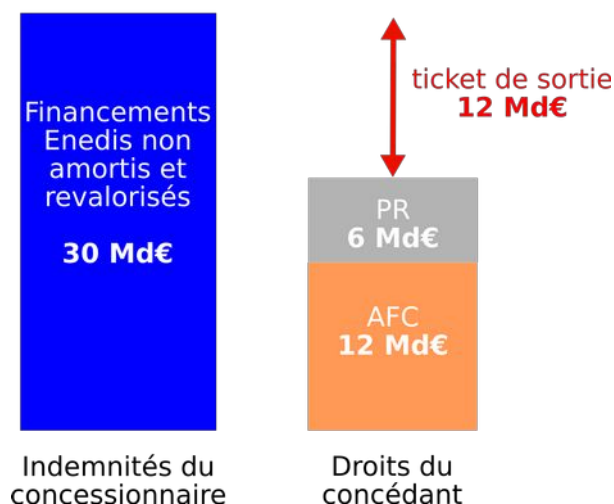 Financements
Enedis non
amortis et
revalorisés
30 Md€
ticket de sortie
12 Md€
PR
6 Md€
AFC
12 Md€
Indemnités du
concessionnaire
Droits du
concédant